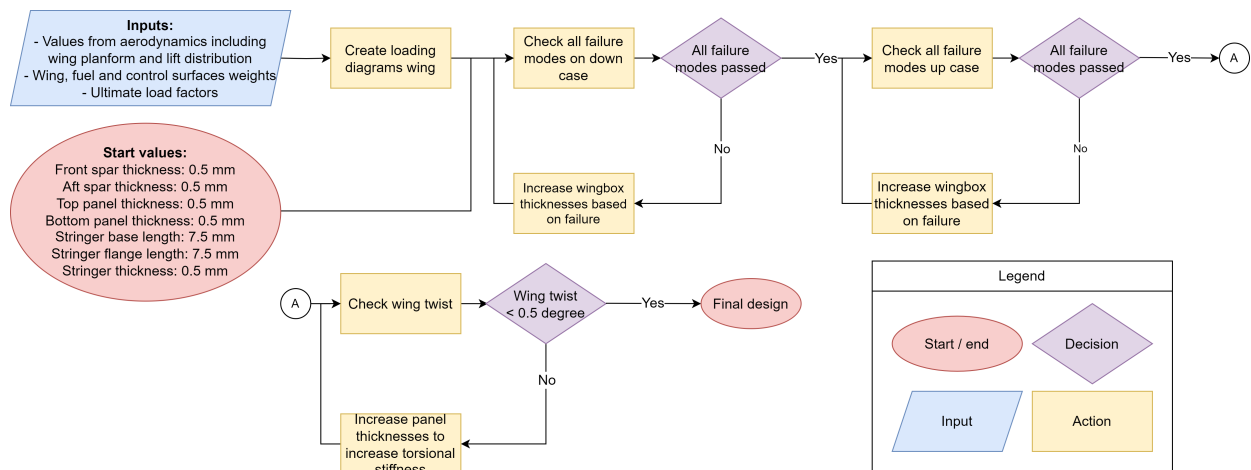 Inputs:
- Values from aerodynamics including
wing planform and lift distribution
- Wing, fuel and control surfaces weights
- Ultimate load factors
Create loading
diagrams wing
Check all failure
modes on down
case
All failure
modes passed
Yes
Check all failure
modes up case
All failure
modes passed
Yes
A
Start values:
Front spar thickness: 0.5 mm
Aft spar thickness: 0.5 mm
Top panel thickness: 0.5 mm
Bottom panel thickness: 0.5 mm
Stringer base length: 7.5 mm
Stringer flange length: 7.5 mm
Stringer thickness: 0.5 mm
No
Increase wingbox
thicknesses based
on failure
No
Increase wingbox
thicknesses based
on failure
A
Check wing twist
Wing twist
< 0.5 degree
Yes
Final design
No
Increase panel
thicknesses to
increase torsional
stiffness
Legend
Start / end
Decision
Input
Action